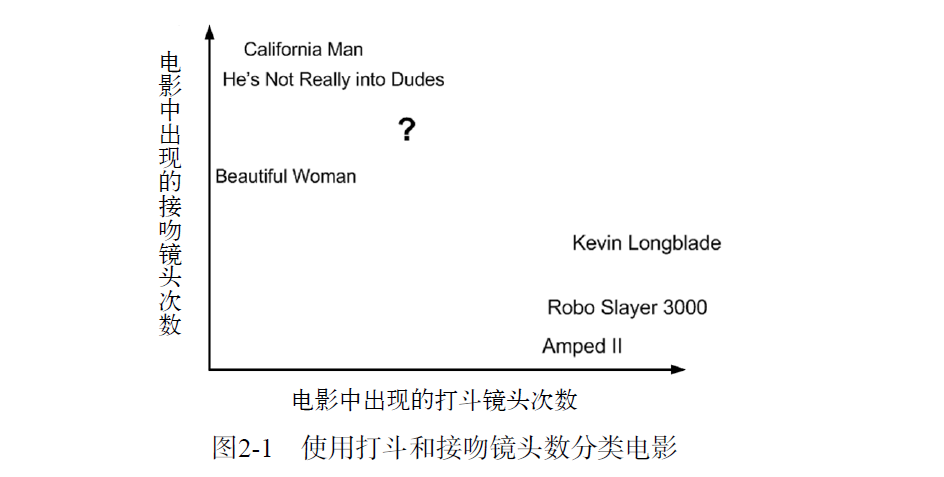 California Man
He's Not Really into Dudes
?
Beautiful Woman
Kevin Longblade
Robo Slayer 3000
Amped II
电影中出现的接吻镜头次数
电影中出现的打斗镜头次数
图2-1 使用打斗和接吻镜头数分类电影